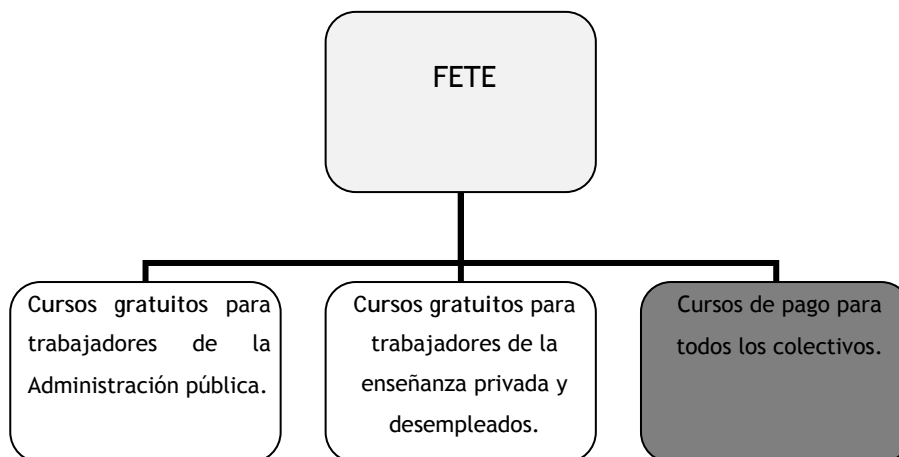 FETE
Cursos gratuitos para
trabajadores de la
Administración pública.
Cursos gratuitos para
trabajadores de la
enseñanza privada y
desempleados.
Cursos de pago para
todos los colectivos.